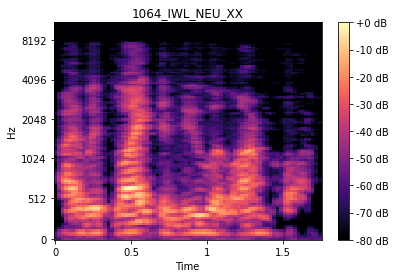 1064_IWL_NEU_XX
8192
4096
2048
1024
512
0
Hz
0
0.5
1
1.5
Time
+0 dB
-10 dB
-20 dB
-30 dB
-40 dB
-50 dB
-60 dB
-70 dB
-80 dB